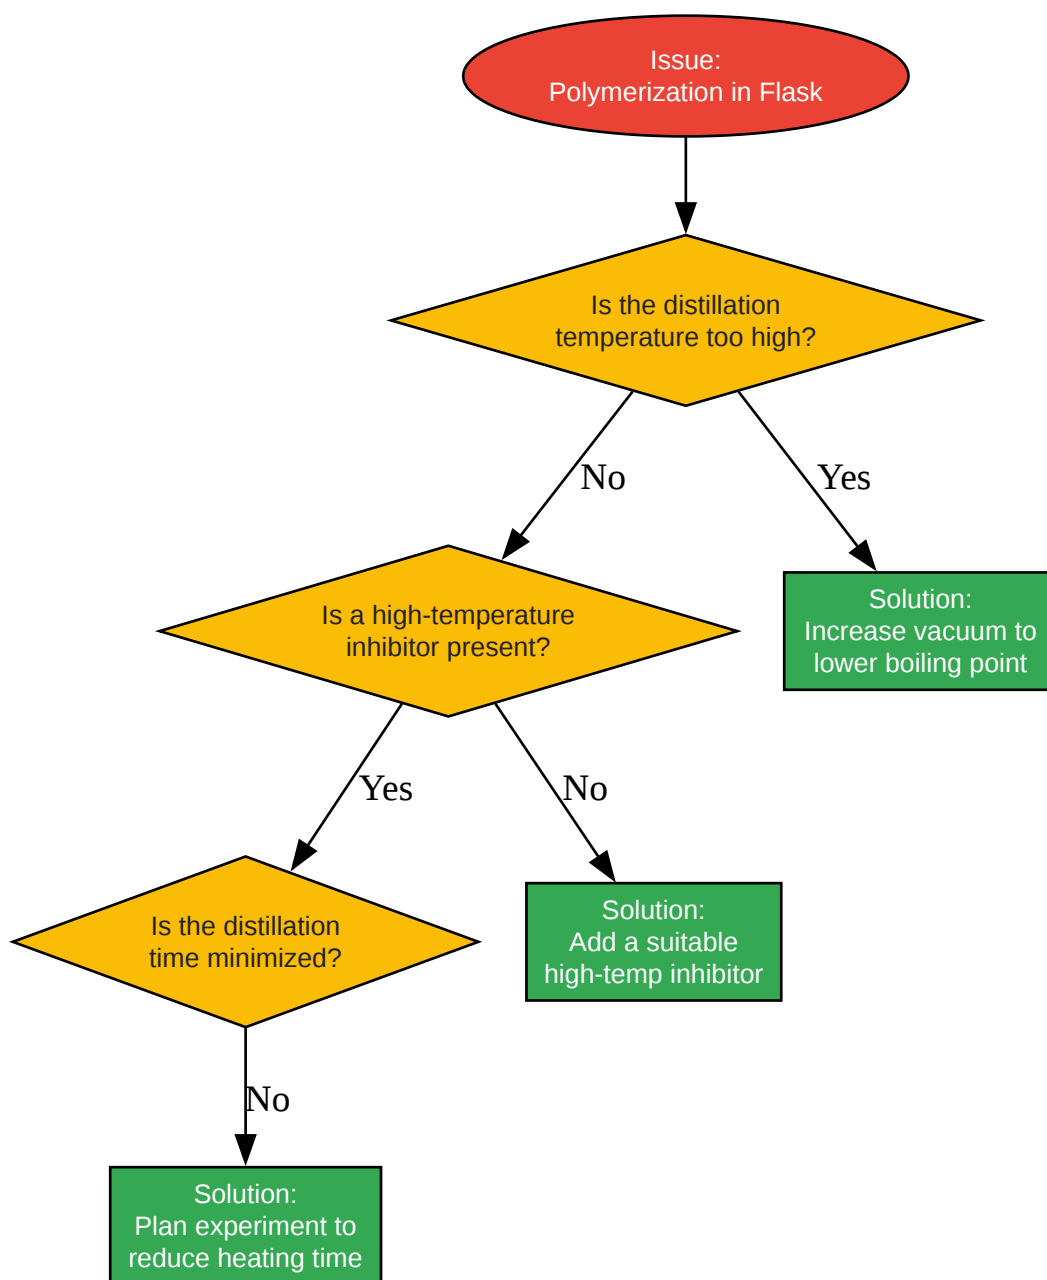 Issue:
Polymerization in Flask
Is the distillation
temperature too high?
No
Yes
Is a high-temperature
inhibitor present?
Solution:
Increase vacuum to
lower boiling point
Yes
No
Is the distillation
time minimized?
Solution:
Add a suitable
high-temp inhibitor
No
Solution:
Plan experiment to
reduce heating time